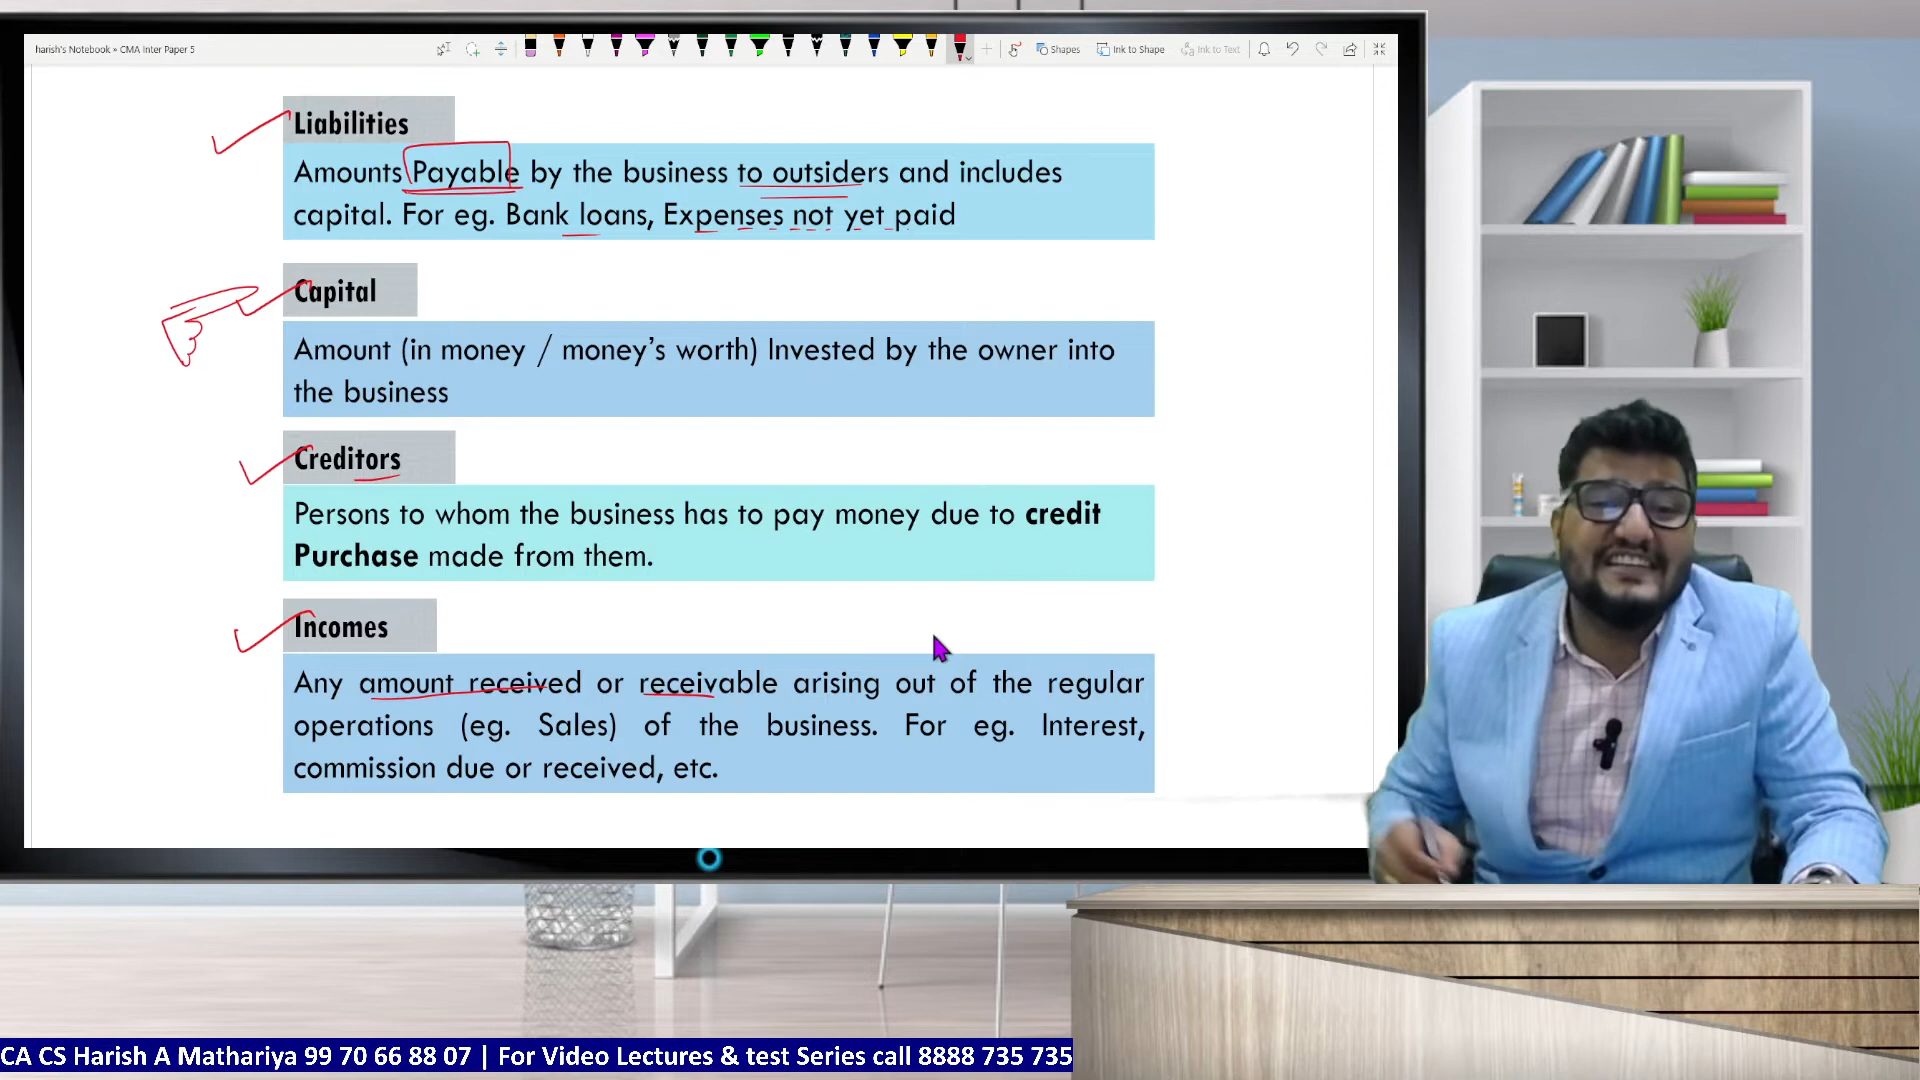 harish's Notebook » CMA Inter Paper 5
Shapes
Ink to Shape
Ink to Text
Liabilities
Amounts Payable by the business to outsiders and includes
capital. For eg. Bank loans, Expenses not yet paid
Capital
Amount (in money / money's worth) Invested by the owner into
the business
Creditors
Persons to whom the business has to pay money due to credit
Purchase made from them.
Incomes
Any amount received or receivable arising out of the regular
operations (eg. Sales) of the business. For eg. Interest,
commission due or received, etc.
CA CS Harish A Mathariya 99 70 66 88 07 | For Video Lectures & test Series call 8888 735 735